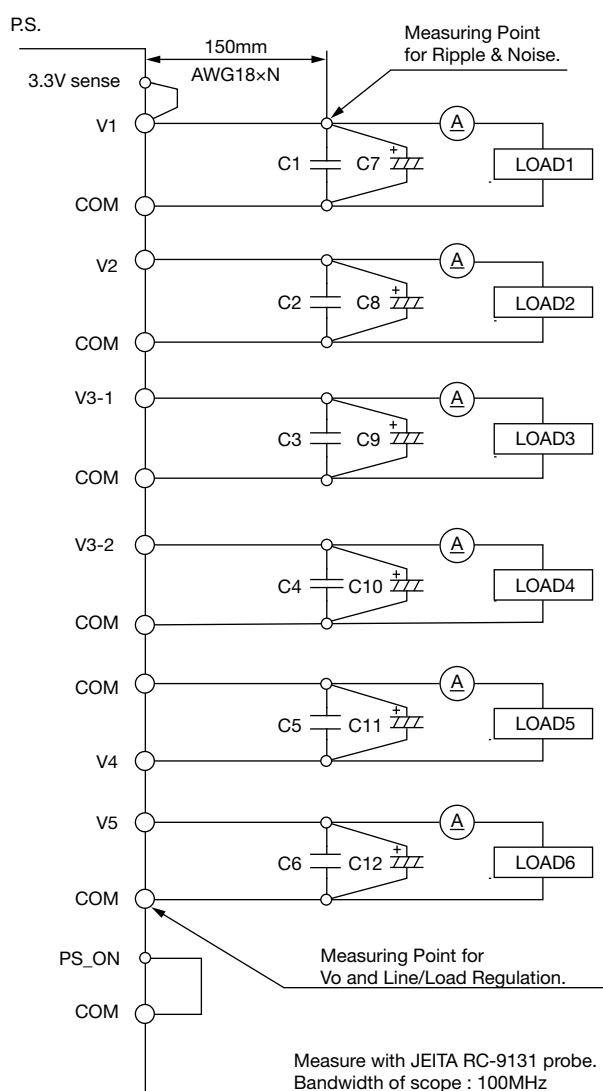 P.S.
Measuring Point
for Ripple & Noise.
150mm
AWG18×N
3.3V sense
V1
C1
+
C7
A
LOAD1
COM
V2
C2
+
C8
A
LOAD2
COM
V3-1
C3
+
C9
A
LOAD3
COM
V3-2
C4
+
C10
A
LOAD4
COM
COM
C5
+
C11
A
LOAD5
V4
V5
C6
+
C12
A
LOAD6
COM
PS_ON
COM
Measuring Point for
Vo and Line/Load Regulation.
Measure with JEITA RC-9131 probe.
Bandwidth of scope : 100MHz